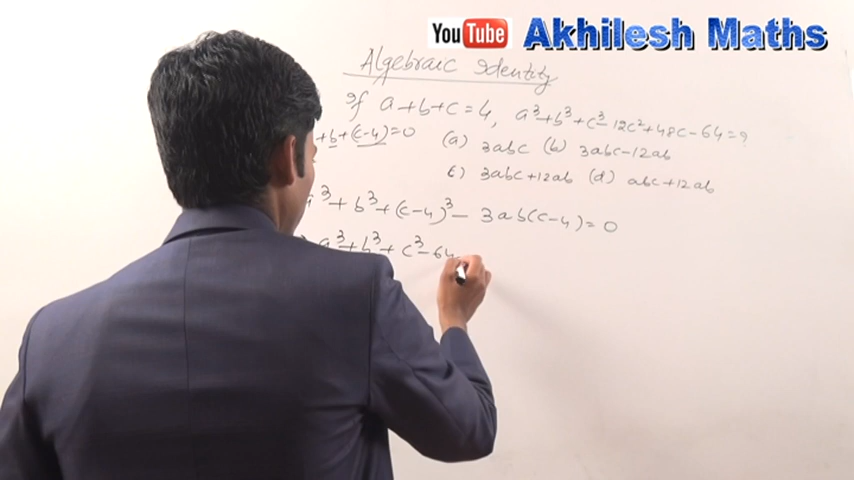 YouTube Akhilesh Maths
Algebraic Identity
If a+b+c=4, a³+b³+c³-12c²+48c-64=?
+b+(c-4)=0 (a) 3abc (b) 3abc-12ab
c) 3abc+12ab (d) abc+12ab
a³+b³+(c-4)³-3ab(c-4)=0
a³+b³+c³-64